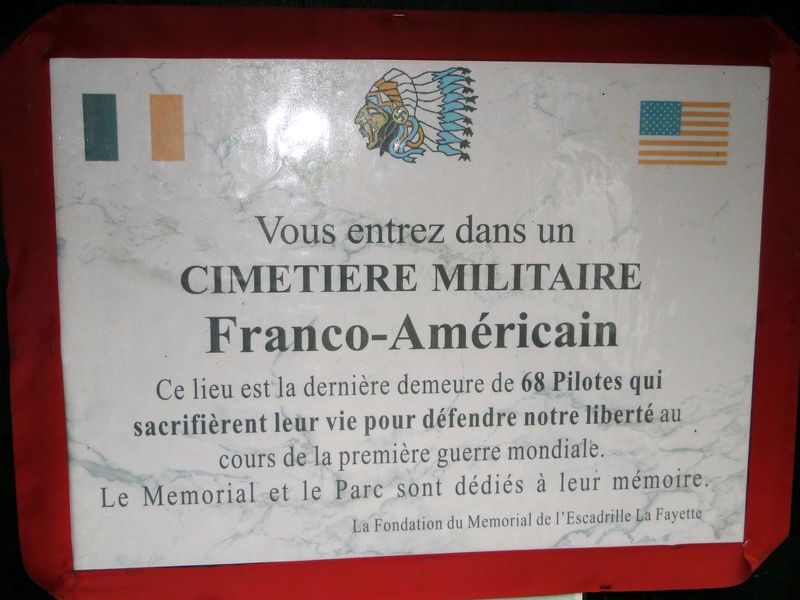 Vous entrez dans un
CIMETIERE MILITAIRE
Franco-Américain
Ce lieu est la dernière demeure de 68 Pilotes qui
sacrifièrent leur vie pour défendre notre liberté au
cours de la première guerre mondiale.
Le Memorial et le Parc sont dédiés à leur mémoire.
La Fondation du Memorial de l'Escadrille La Fayette